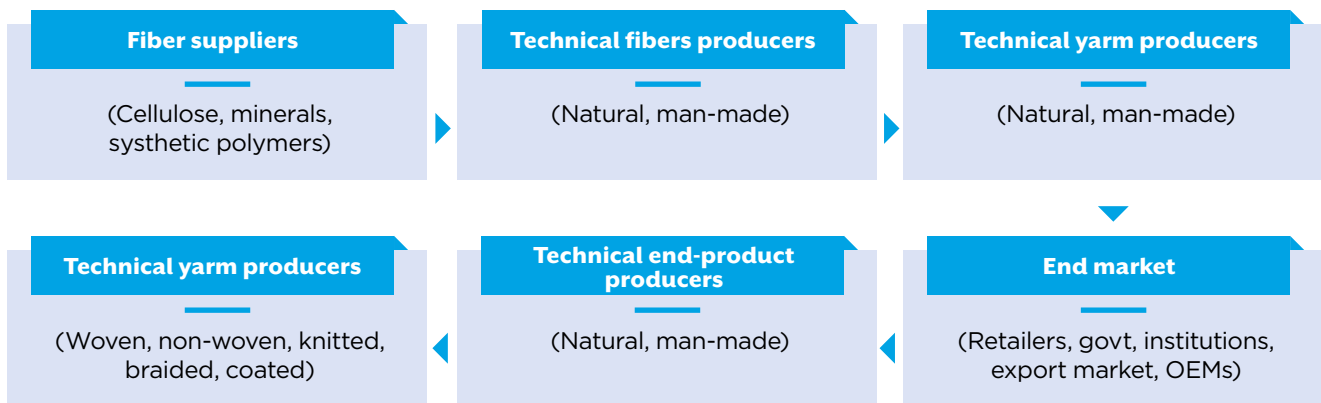 Fiber suppliers
(Cellulose, minerals,
systhetic polymers)
Technical fibers producers
(Natural, man-made)
Technical yarm producers
(Natural, man-made)
Technical yarm producers
(Woven, non-woven, knitted,
braided, coated)
Technical end-product
producers
(Natural, man-made)
End market
(Retailers, govt, institutions,
export market, OEMs)